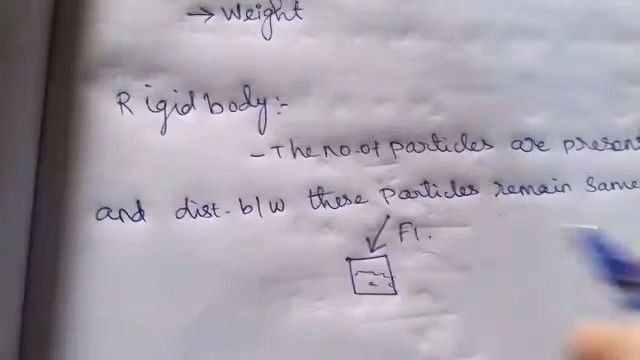 → Weight
Rigid body:-
- The no. of particles are present
and dist. b/w these particles remain same
F1.